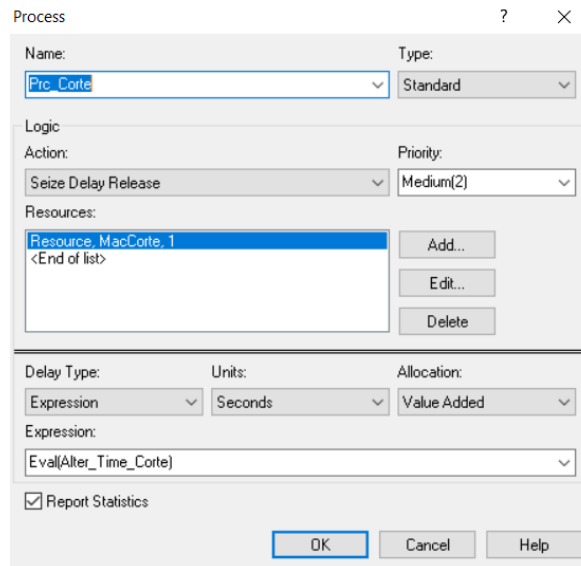 Process ? ×
Name: Type:
Prc_Corte Standard
Logic
Action: Priority:
Seize Delay Release Medium(2)
Resources:
Resource, MacCorte, 1
<End of list>
Add...
Edit...
Delete
Delay Type: Units: Allocation:
Expression Seconds Value Added
Expression:
Eval(Alter_Time_Corte)
Report Statistics
OK Cancel Help